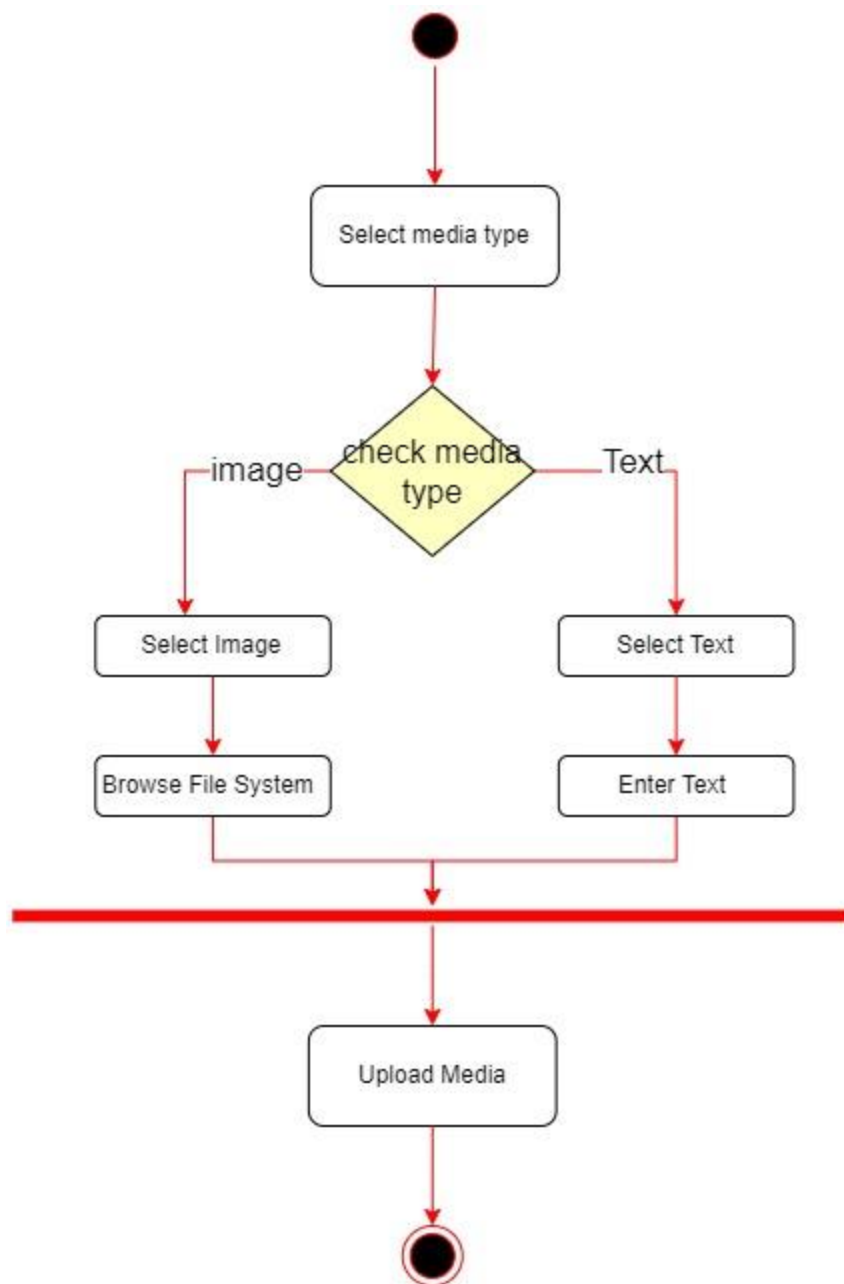 Select media type
check media
type
image
Text
Select Image
Select Text
Browse File System
Enter Text
Upload Media